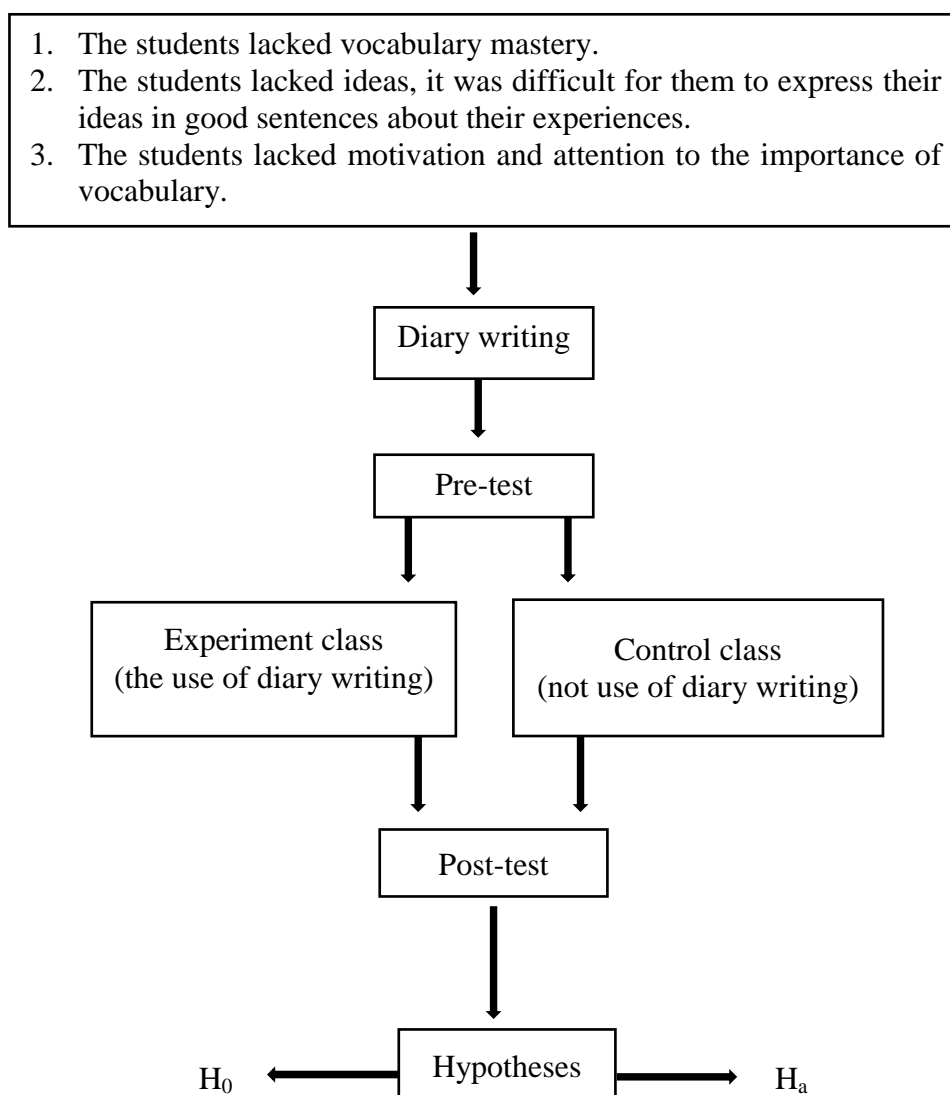 1. The students lacked vocabulary mastery.
2. The students lacked ideas, it was difficult for them to express their
ideas in good sentences about their experiences.
3. The students lacked motivation and attention to the importance of
vocabulary.
Diary writing
Pre-test
Experiment class
(the use of diary writing)
Control class
(not use of diary writing)
Post-test
Hypotheses
H₀
Hₐ